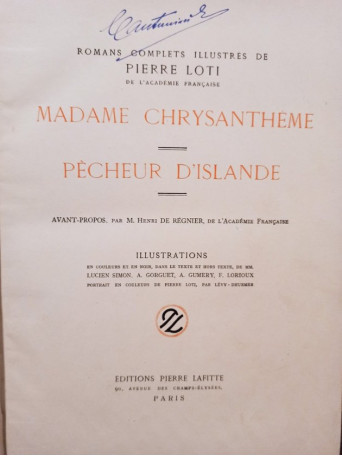 ROMANS COMPLETS ILLUSTRES DE
PIERRE LOTI
DE L'ACADÉMIE FRANÇAISE
MADAME CHRYSANTHÈME
PÊCHEUR D'ISLANDE
AVANT-PROPOS, PAR M. HENRI DE RÉGNIER, DE L'ACADÉMIE FRANÇAISE
ILLUSTRATIONS
EN COULEURS ET EN NOIR, DANS LE TEXTE ET HORS TEXTE, DE MM.
LUCIEN SIMON, A. GORGUET, A. GUMERY, F. LORIOUX
PORTRAIT EN COULEURS DE PIERRE LOTI, PAR LÉVY-DHURMER
EDITIONS PIERRE LAFITTE
90, AVENUE DES CHAMPS-ÉLYSÉES,
PARIS